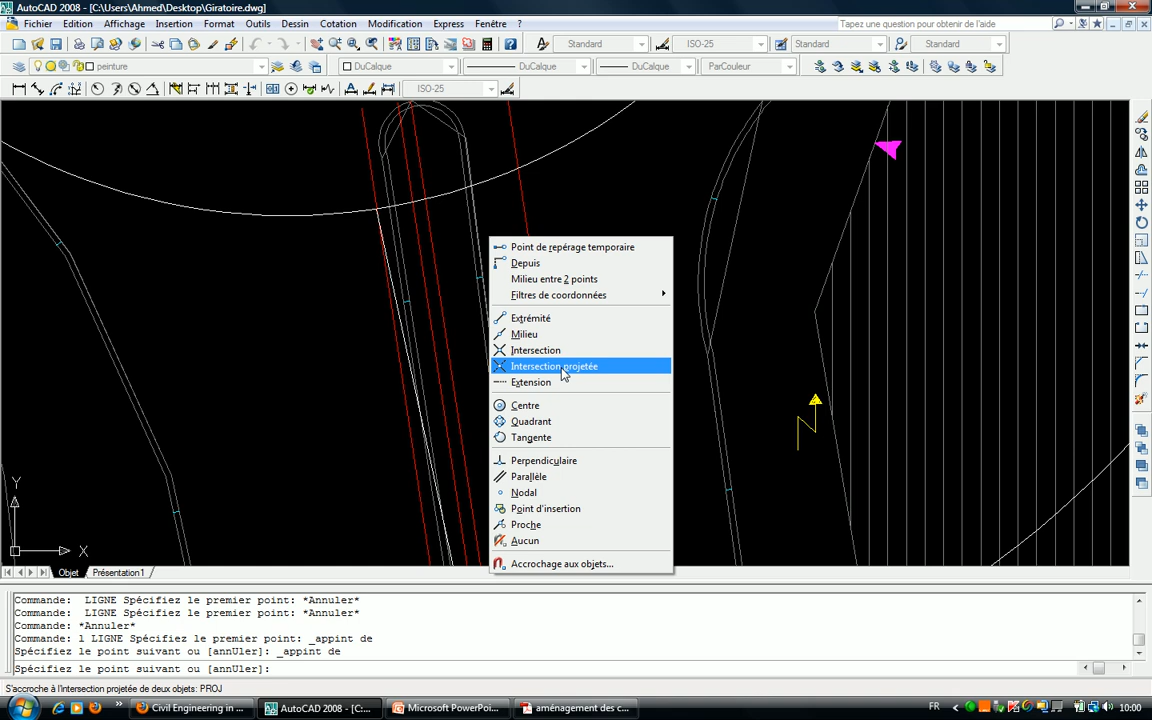 AutoCAD 2008 - [C:\Users\Ahmed\Desktop\Giratoire.dwg]
Fichier Edition Affichage Insertion Format Outils Dessin Cotation Modification Express Fenêtre ? Tapez une question pour obtenir de l'aide
Standard ISO-25 Standard Standard
peinture DuCalque DuCalque DuCalque ParCouleur
ISO-25
Point de repérage temporaire
Depuis
Milieu entre 2 points
Filtres de coordonnées
Extrémité
Milieu
Intersection
Intersection projetée
Extension
Centre
Quadrant
Tangente
Perpendiculaire
Parallèle
Nodal
Point d'insertion
Proche
Aucun
Accrochage aux objets...
N
Y
X
Objet Présentation1
Commande: LIGNE Spécifiez le premier point: *Annuler*
Commande: LIGNE Spécifiez le premier point: *Annuler*
Commande: *Annuler*
Commande: l LIGNE Spécifiez le premier point: _appint de
Spécifiez le point suivant ou [annUler]: _appint de
Spécifiez le point suivant ou [annUler]:
S'accroche à l'Intersection projetée de deux objets: PROJ
Civil Engineering in ... AutoCAD 2008 - [C:... Microsoft PowerPoi... aménagement des c... FR 10:00